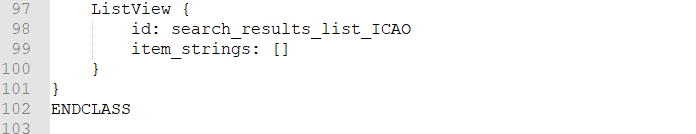 97 ListView {
98 id: search_results_list_ICAO
99 item_strings: []
100 }
101 }
102 ENDCLASS
103